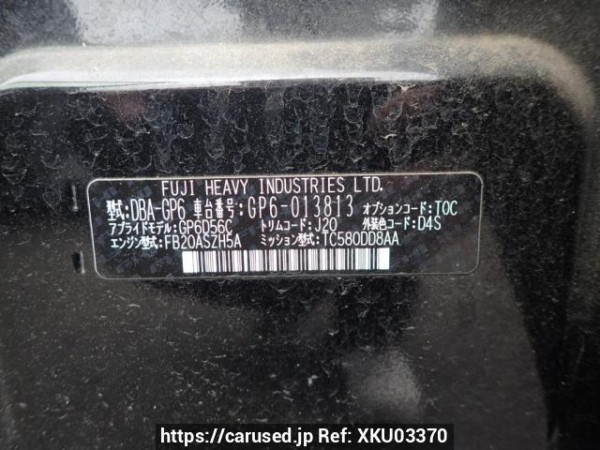 FUJI HEAVY INDUSTRIES LTD.
型式:DBA-GP6 車台番号:GP6-013813 オプションコード:TOC
アプライドモデル:GP6D56C トリムコード:J20 外装色コード:D4S
エンジン型式:FB20ASZH5A ミッション型式:TC580DD8AA
https://carused.jp Ref: XKU03370